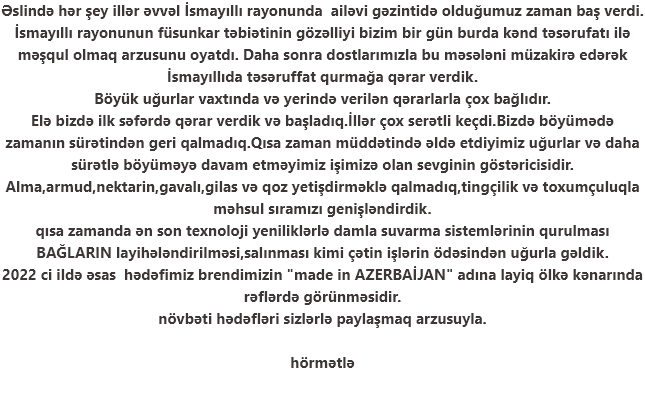 Əslində hər şey illər əvvəl İsmayıllı rayonunda  ailəvi gəzintidə olduğumuz zaman baş verdi.
İsmayıllı rayonunun füsunkar təbiətinin gözəlliyi bizim bir gün burda kənd təsərufatı ilə
məşqul olmaq arzusunu oyatdı. Daha sonra dostlarımızla bu məsələni müzakirə edərək
İsmayıllıda təsəruffat qurmağa qərar verdik.
Böyük uğurlar vaxtında və yerində verilən qərarlarla çox bağlıdır.
Elə bizdə ilk səfərdə qərar verdik və başladıq.İllər çox serətli keçdi.Bizdə böyümədə
zamanın sürətindən geri qalmadıq.Qısa zaman müddətində əldə etdiyimiz uğurlar və daha
sürətlə böyüməyə davam etməyimiz işimizə olan sevginin göstəricisidir.
Alma,armud,nektarin,gavalı,gilas və qoz yetişdirməklə qalmadıq,tingçilik və toxumçuluqla
məhsul sıramızı genişləndirdik.
qısa zamanda ən son texnoloji yeniliklərlə damla suvarma sistemlərinin qurulması
BAĞLARIN layihələndirilməsi,salınması kimi çətin işlərin ödəsindən uğurla gəldik.
2022 ci ildə əsas  hədəfimiz brendimizin "made in AZERBAİJAN" adına layiq ölkə kənarında
rəflərdə görünməsidir.
növbəti hədəfləri sizlərlə paylaşmaq arzusuyla.
hörmətlə